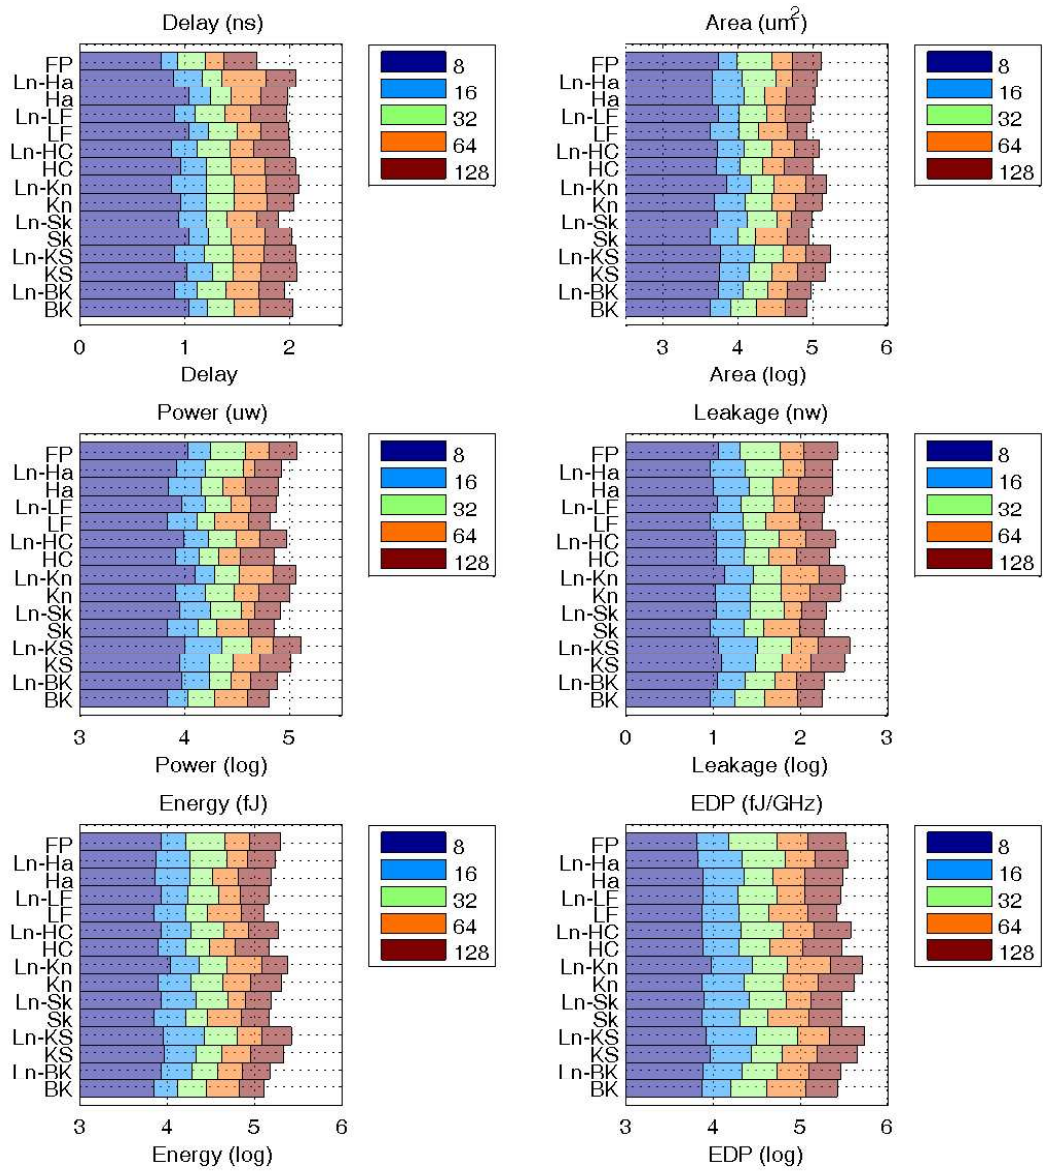 Delay (ns)
FP
Ln-Ha
Ha
Ln-LF
LF
Ln-HC
HC
Ln-Kn
Kn
Ln-Sk
Sk
Ln-KS
KS
Ln-BK
BK
0 1 2
Delay
8
16
32
64
128
Area (um2)
FP
Ln-Ha
Ha
Ln-LF
LF
Ln-HC
HC
Ln-Kn
Kn
Ln-Sk
Sk
Ln-KS
KS
Ln-BK
BK
3 4 5 6
Area (log)
8
16
32
64
128
Power (uw)
FP
Ln-Ha
Ha
Ln-LF
LF
Ln-HC
HC
Ln-Kn
Kn
Ln-Sk
Sk
Ln-KS
KS
Ln-BK
BK
3 4 5
Power (log)
8
16
32
64
128
Leakage (nw)
FP
Ln-Ha
Ha
Ln-LF
LF
Ln-HC
HC
Ln-Kn
Kn
Ln-Sk
Sk
Ln-KS
KS
Ln-BK
BK
0 1 2 3
Leakage (log)
8
16
32
64
128
Energy (fJ)
FP
Ln-Ha
Ha
Ln-LF
LF
Ln-HC
HC
Ln-Kn
Kn
Ln-Sk
Sk
Ln-KS
KS
Ln-BK
BK
3 4 5 6
Energy (log)
8
16
32
64
128
EDP (fJ/GHz)
FP
Ln-Ha
Ha
Ln-LF
LF
Ln-HC
HC
Ln-Kn
Kn
Ln-Sk
Sk
Ln-KS
KS
Ln-BK
BK
3 4 5 6
EDP (log)
8
16
32
64
128